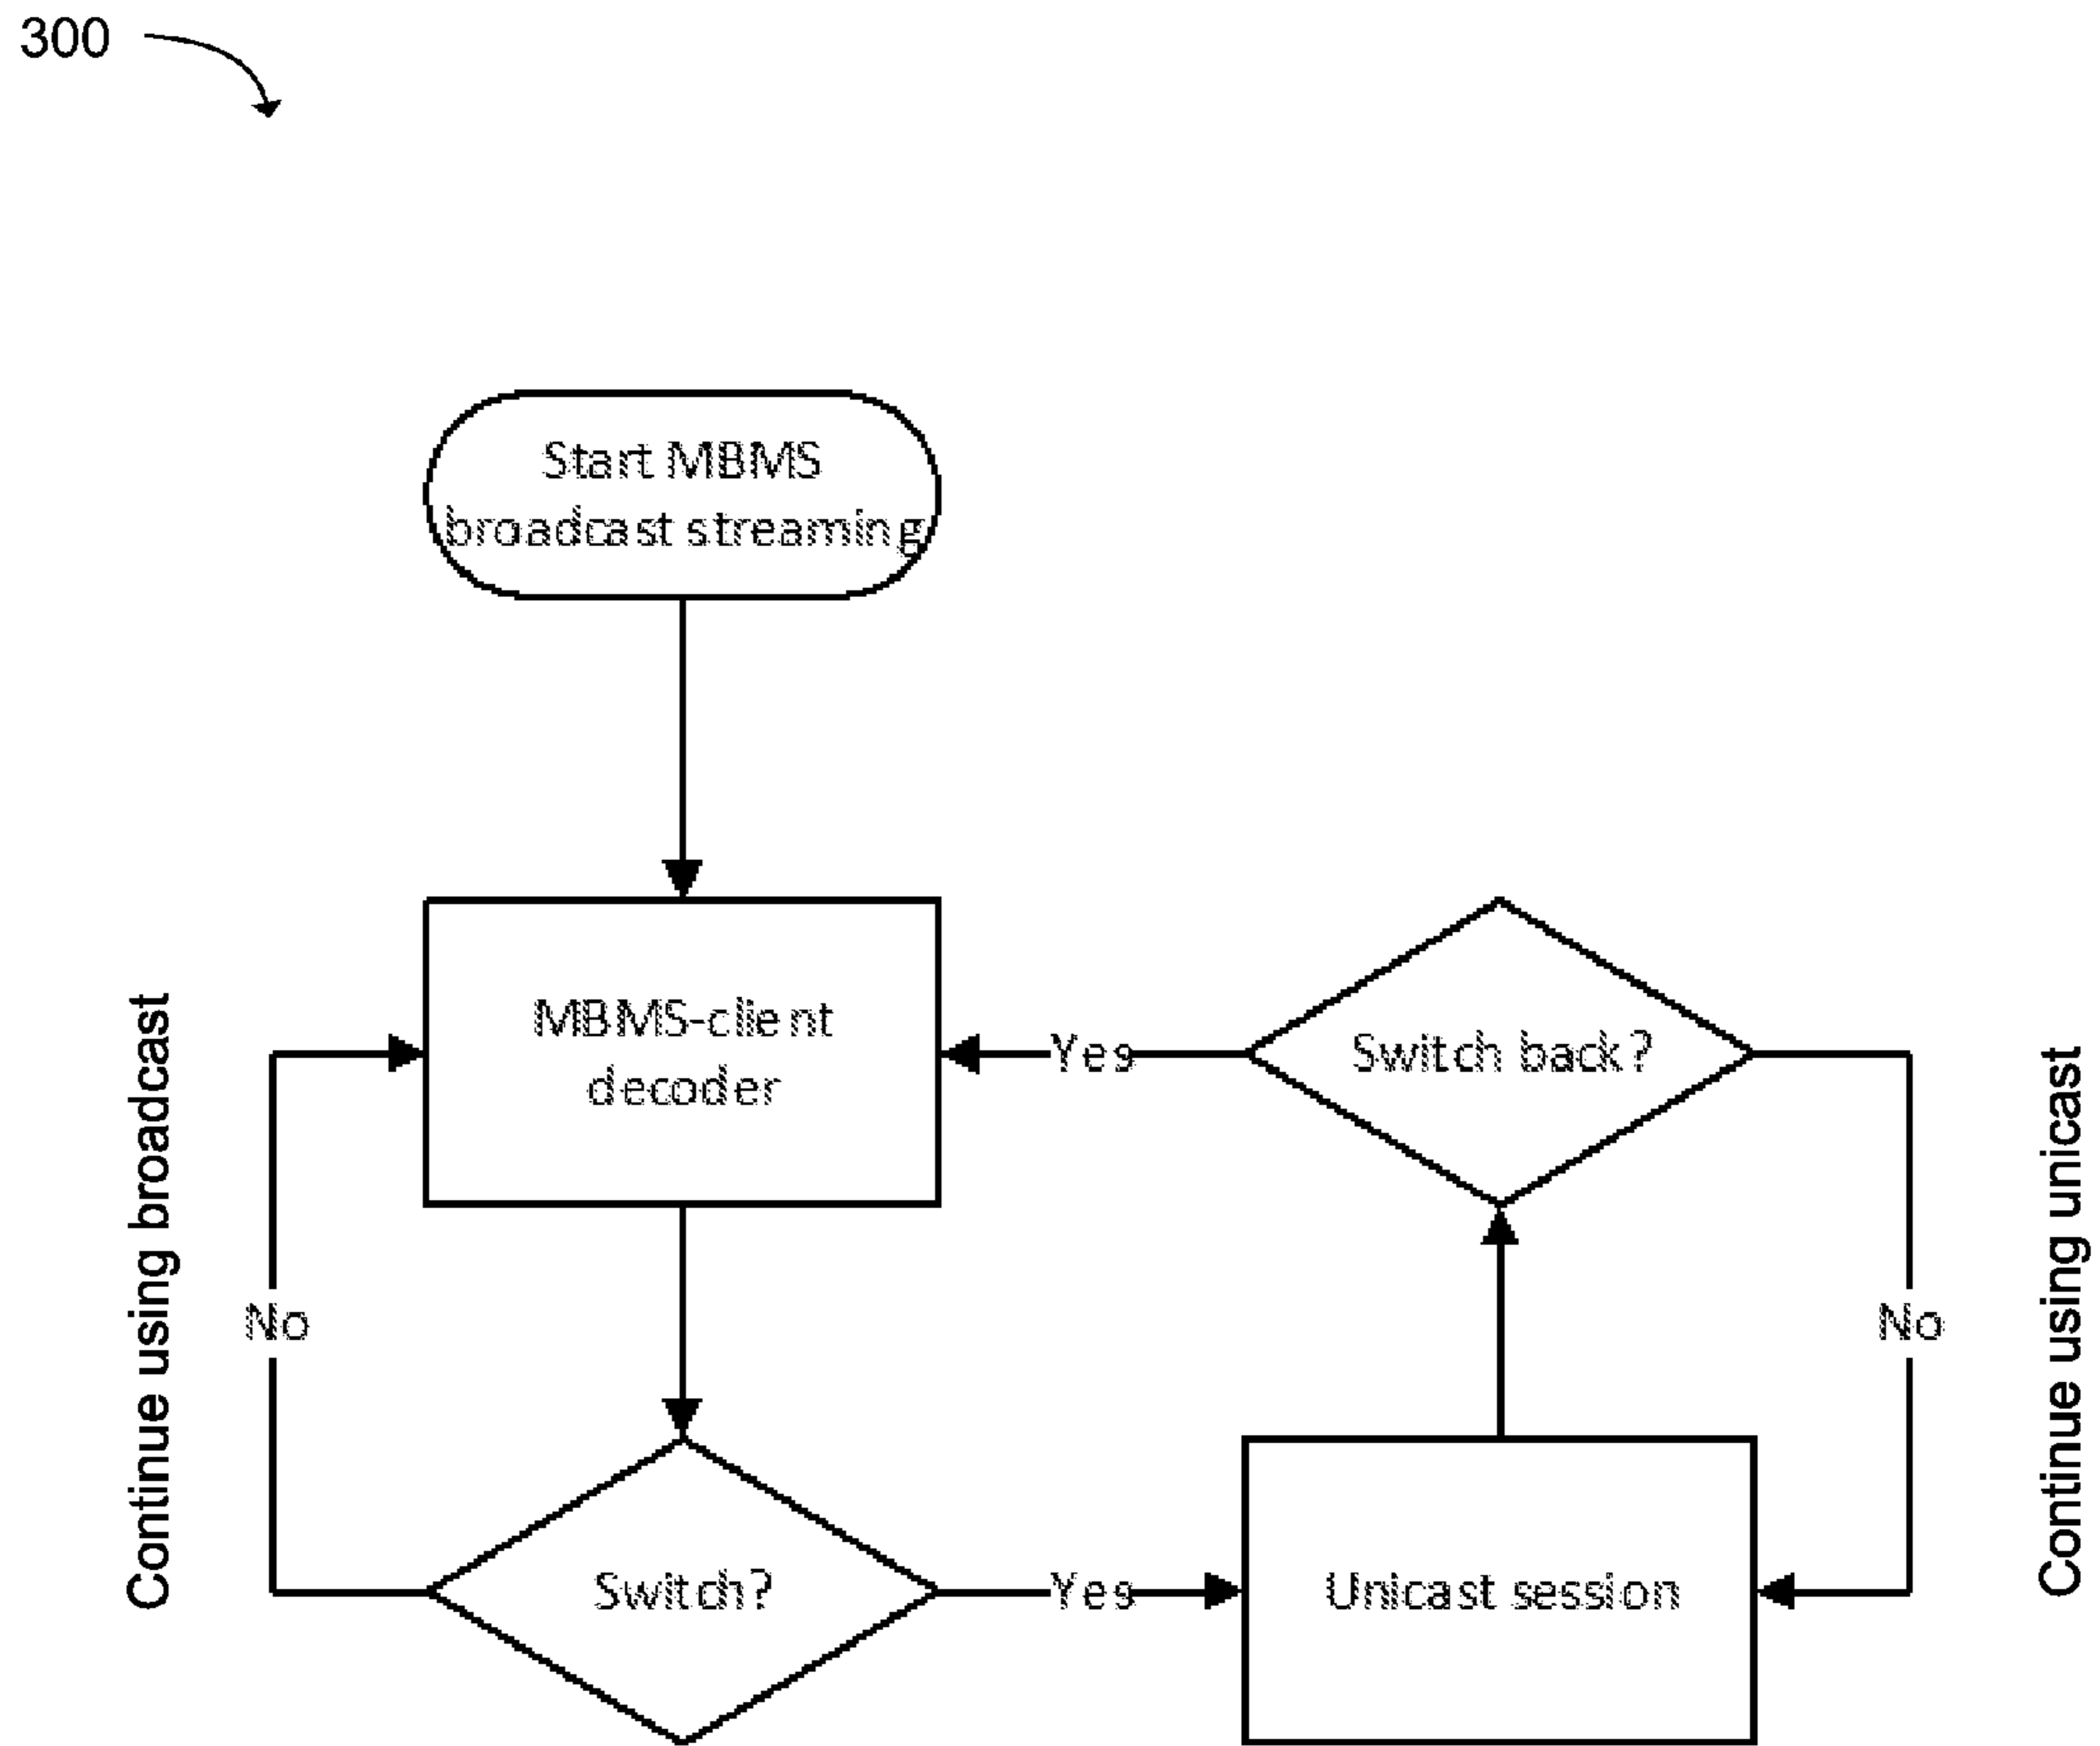 300
Start MBMS
broadcast streaming
MBMS-client
decoder
Yes
Switch back?
Continue using broadcast
No
No
Continue using unicast
Switch?
Yes
Unicast session